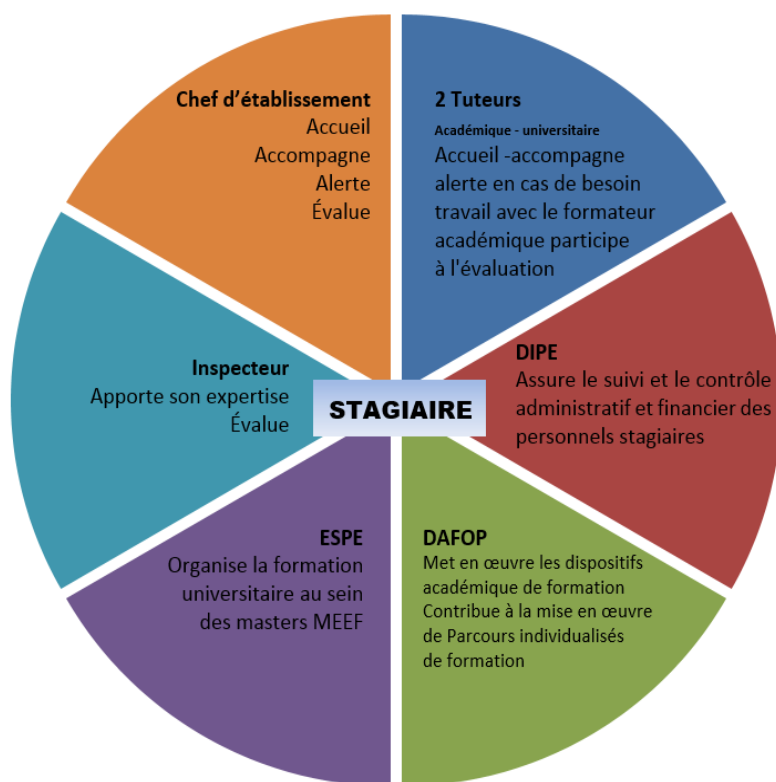 Chef d’établissement
Accueil
Accompagne
Alerte
Évalue
2 Tuteurs
Académique - universitaire
Accueil -accompagne
alerte en cas de besoin
travail avec le formateur
académique participe
à l'évaluation
Inspecteur
Apporte son expertise
Évalue
DIPE
Assure le suivi et le contrôle
administratif et financier des
personnels stagiaires
STAGIAIRE
ESPE
Organise la formation
universitaire au sein
des masters MEEF
DAFOP
Met en œuvre les dispositifs
académique de formation
Contribue à la mise en œuvre
de Parcours individualisés
de formation